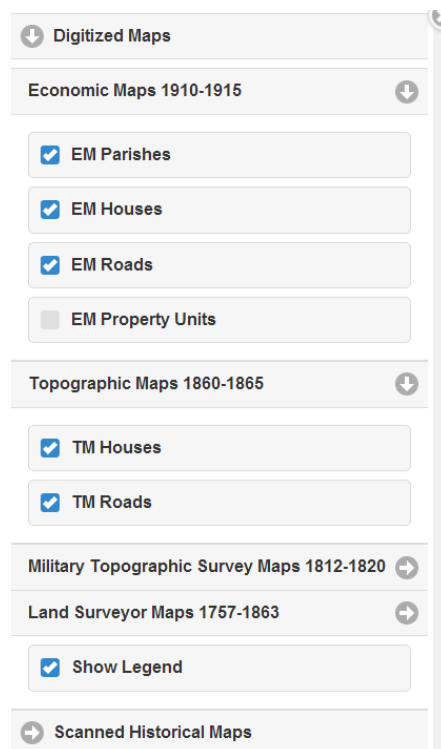 Digitized Maps
Economic Maps 1910-1915
EM Parishes
EM Houses
EM Roads
EM Property Units
Topographic Maps 1860-1865
TM Houses
TM Roads
Military Topographic Survey Maps 1812-1820
Land Surveyor Maps 1757-1863
Show Legend
Scanned Historical Maps